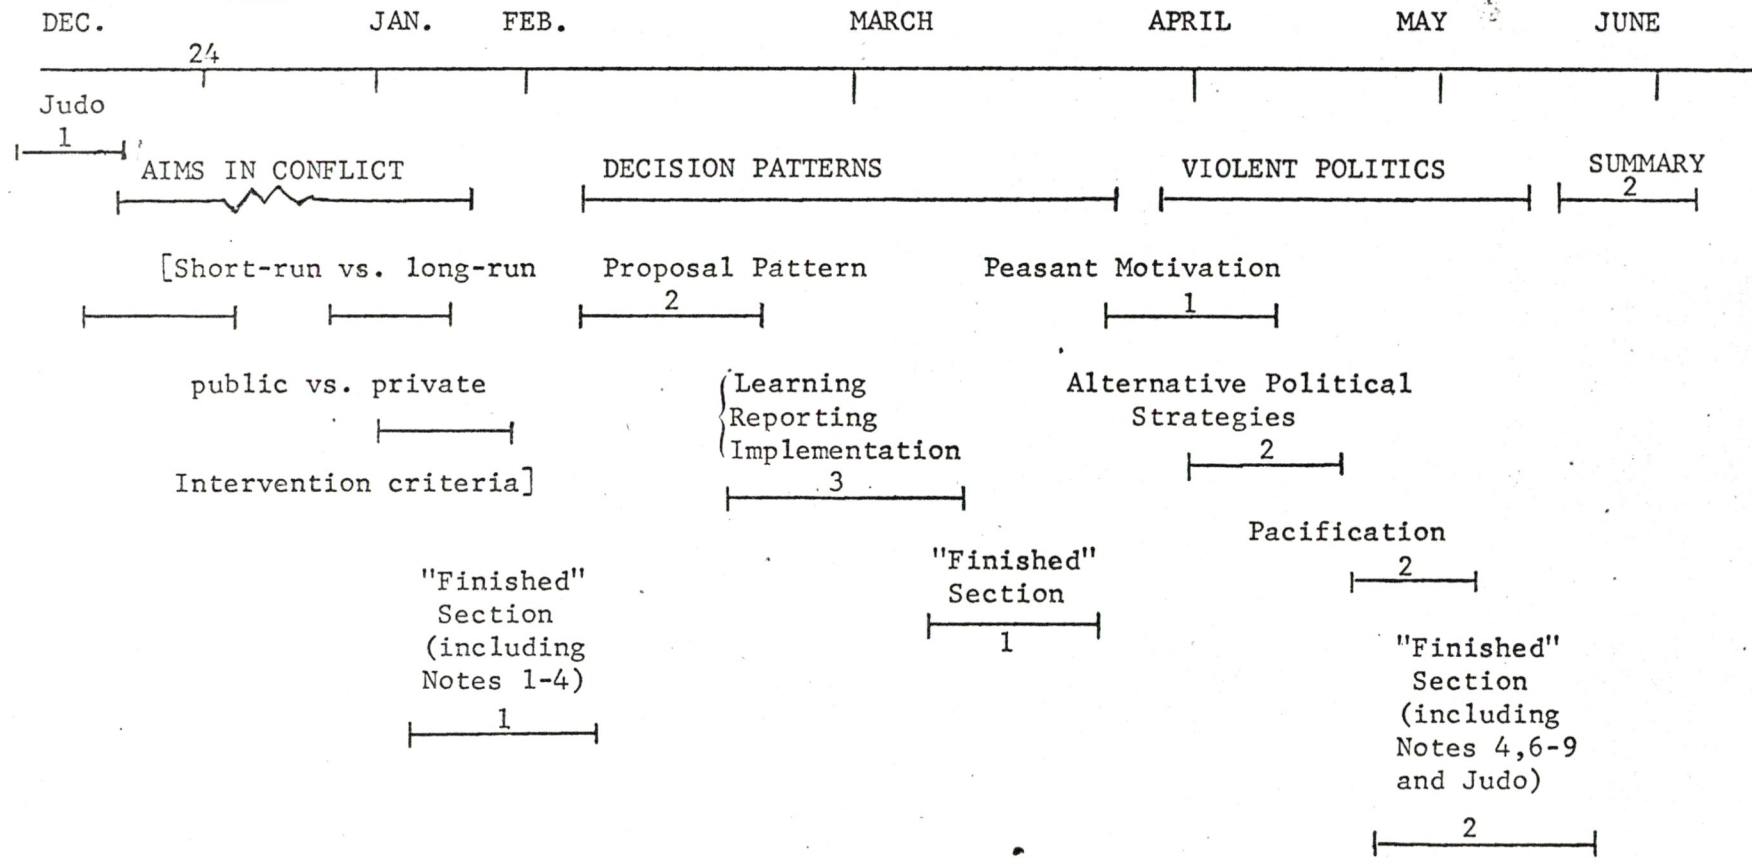 DEC. JAN. FEB. MARCH APRIL MAY JUNE
24
Judo
1
AIMS IN CONFLICT DECISION PATTERNS VIOLENT POLITICS SUMMARY
2
[Short-run vs. long-run Proposal Pattern Peasant Motivation
2 1
public vs. private
Intervention criteria]
Learning
Reporting
Implementation
3
Alternative Political
Strategies
2
Pacification
2
"Finished"
Section
(including
Notes 1-4)
1
"Finished"
Section
1
"Finished"
Section
(including
Notes 4,6-9
and Judo)
2